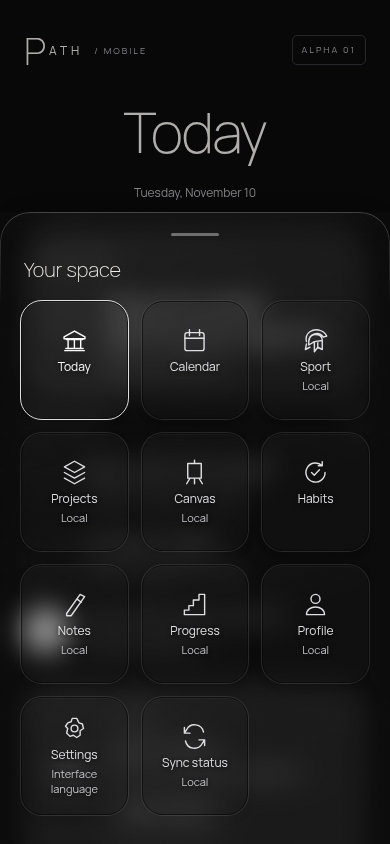 PATH / MOBILE
ALPHA 01
Today
Tuesday, November 10
Your space
Today
Calendar
Sport
Local
Projects
Local
Canvas
Local
Habits
Notes
Local
Progress
Local
Profile
Local
Settings
Interface
language
Sync status
Local